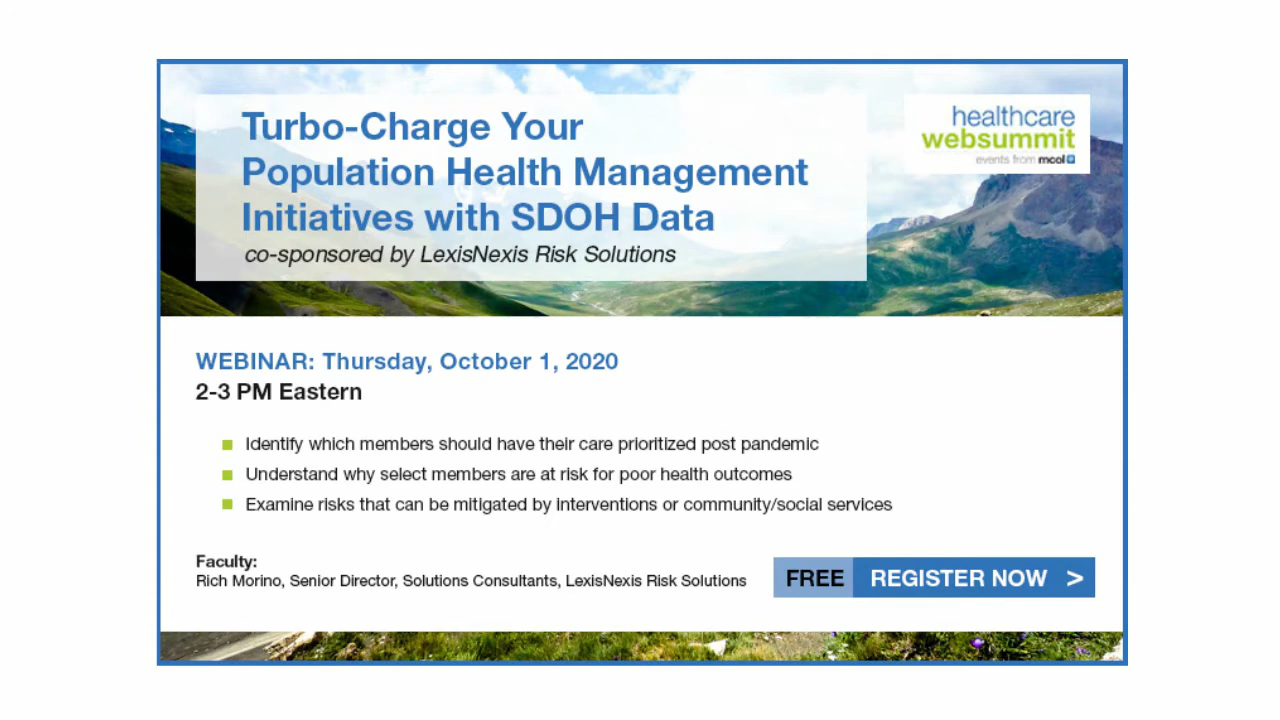 Turbo-Charge Your
Population Health Management
Initiatives with SDOH Data
co-sponsored by LexisNexis Risk Solutions
healthcare
websummit
events from mcol
WEBINAR: Thursday, October 1, 2020
2-3 PM Eastern
Identify which members should have their care prioritized post pandemic
Understand why select members are at risk for poor health outcomes
Examine risks that can be mitigated by interventions or community/social services
Faculty:
Rich Morino, Senior Director, Solutions Consultants, LexisNexis Risk Solutions
FREE REGISTER NOW >